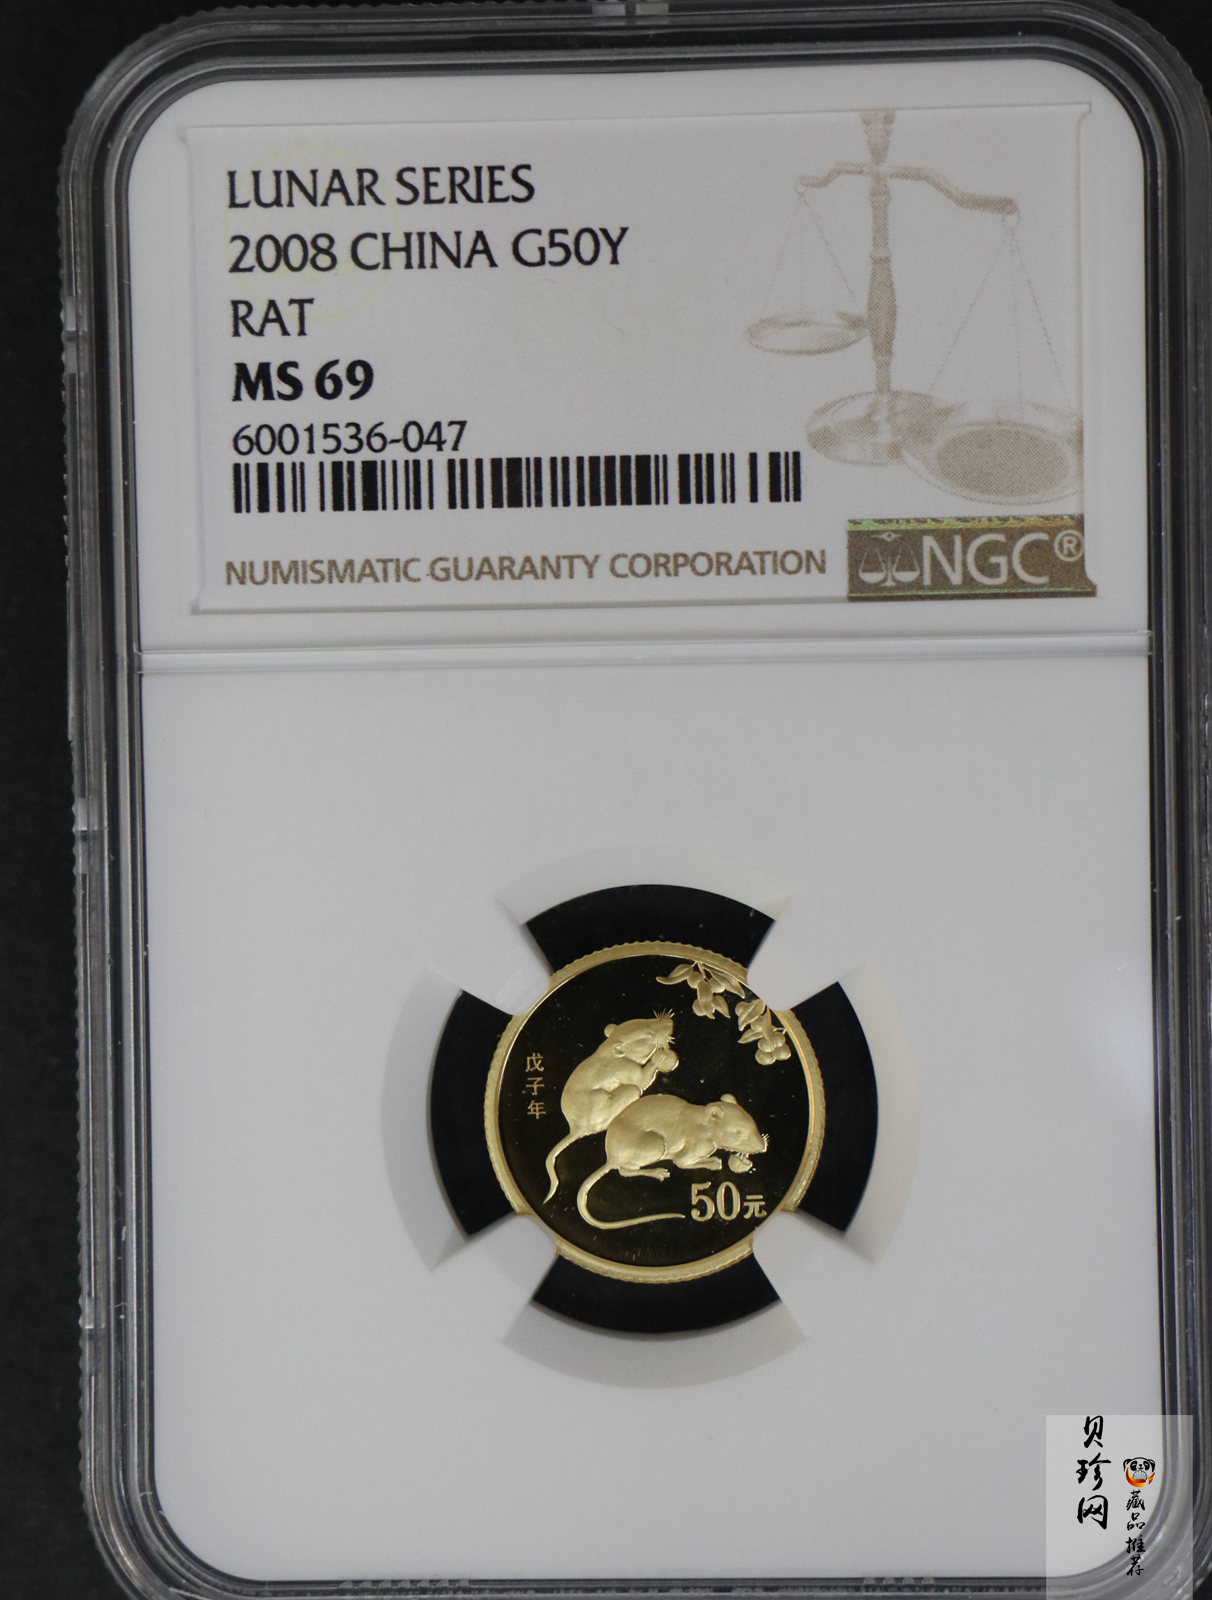 LUNAR SERIES
2008 CHINA G50Y
RAT
MS 69
6001536-047
NUMISMATIC GUARANTY CORPORATION
NGC®
戊子年
50元
贝珍网
藏品推荐